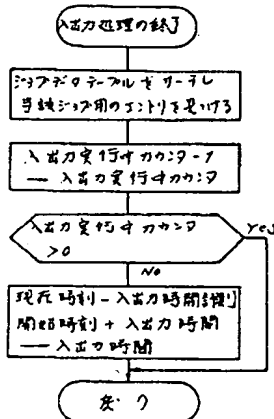 入出力処理の終了
ジョブデータテーブルをサーチし
当該ジョブ用のエントリを見つける
入出力実行中カウンタ-1
— 入出力実行中カウンタ
入出力実行中カウンタ
>0
Yes
No
現在時刻-入出力時間計測
開始時刻+入出力時間
— 入出力時間
戻り